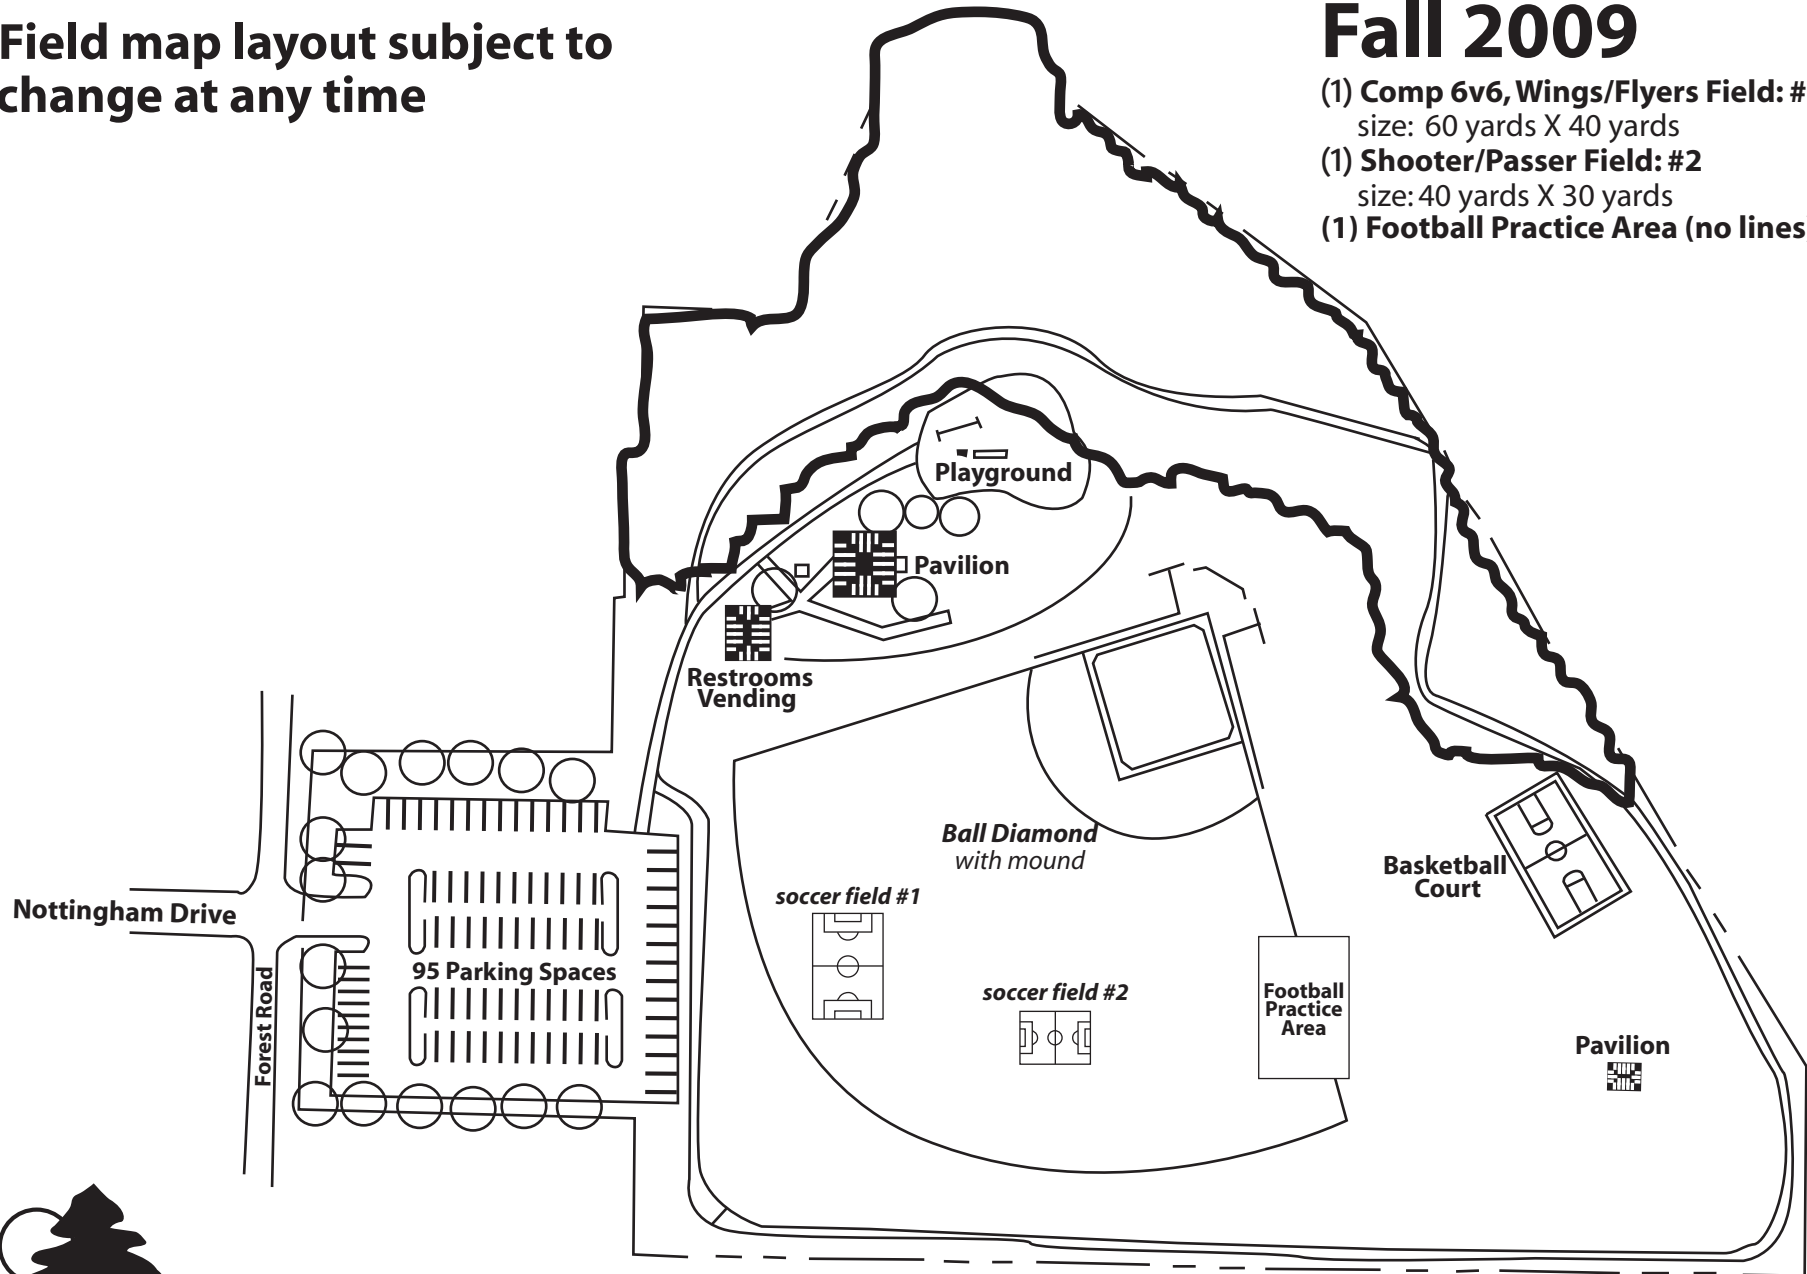 Field map layout subject to
change at any time
Fall 2009
(1) Comp 6v6, Wings/Flyers Field: #
size: 60 yards X 40 yards
(1) Shooter/Passer Field: #2
size: 40 yards X 30 yards
(1) Football Practice Area (no lines
Playground
Pavilion
Restrooms
Vending
Ball Diamond
with mound
Basketball
Court
soccer field #1
Nottingham Drive
95 Parking Spaces
Forest Road
soccer field #2
Football
Practice
Area
Pavilion